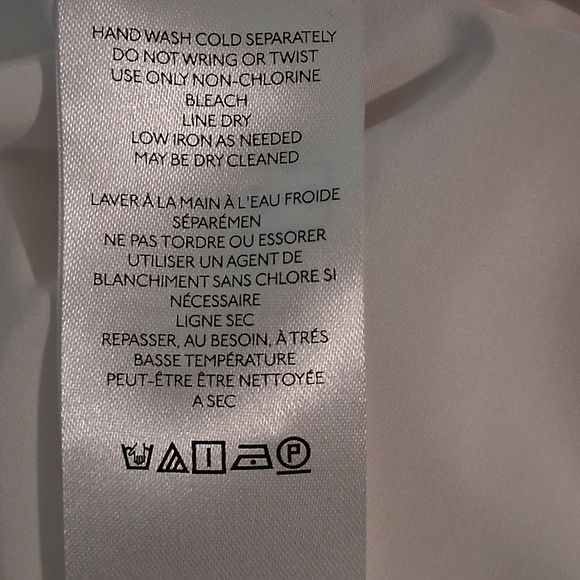 HAND WASH COLD SEPARATELY
DO NOT WRING OR TWIST
USE ONLY NON-CHLORINE
BLEACH
LINE DRY
LOW IRON AS NEEDED
MAY BE DRY CLEANED
LAVER À LA MAIN À L'EAU FROIDE
SÉPARÉMEN
NE PAS TORDRE OU ESSORER
UTILISER UN AGENT DE
BLANCHIMENT SANS CHLORE SI
NÉCESSAIRE
LIGNE SEC
REPASSER, AU BESOIN, À TRÉS
BASSE TEMPÉRATURE
PEUT-ÊTRE ÊTRE NETTOYÉE
A SEC
P